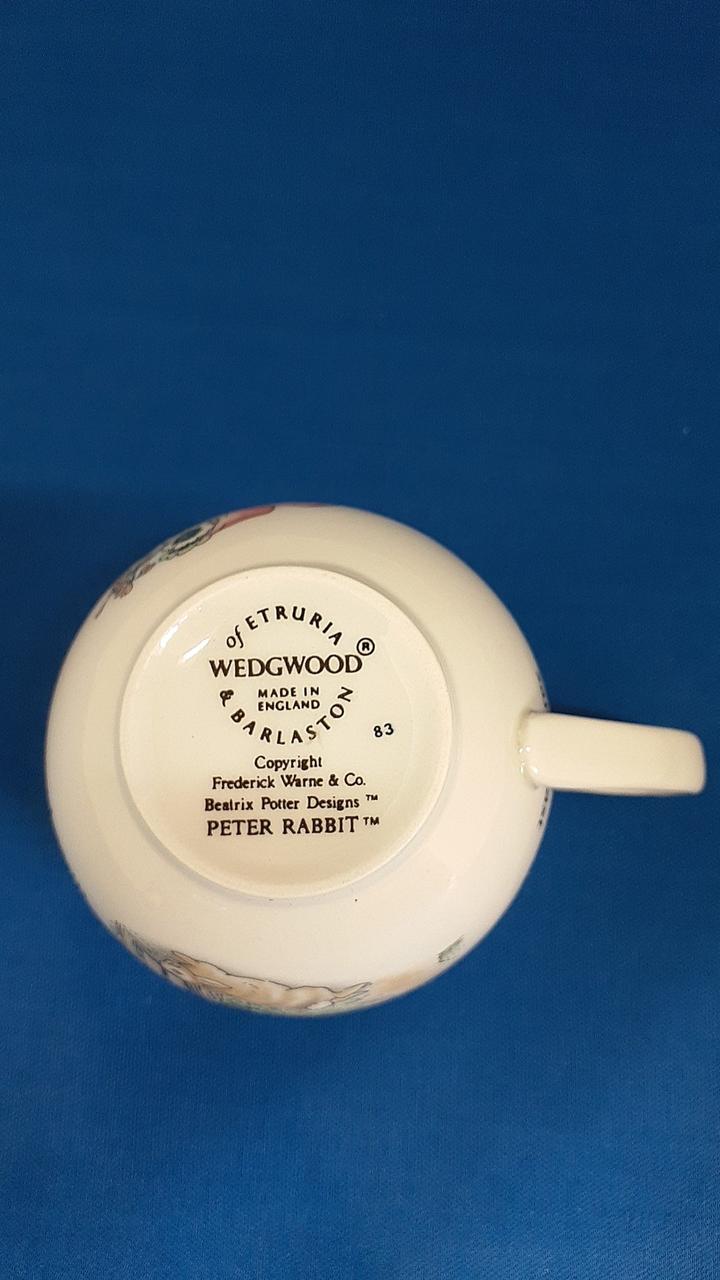 of ETRURIA
WEDGWOOD®
MADE IN
ENGLAND
& BARLASTON
83
Copyright
Frederick Warne & Co.
Beatrix Potter Designs ™
PETER RABBIT ™